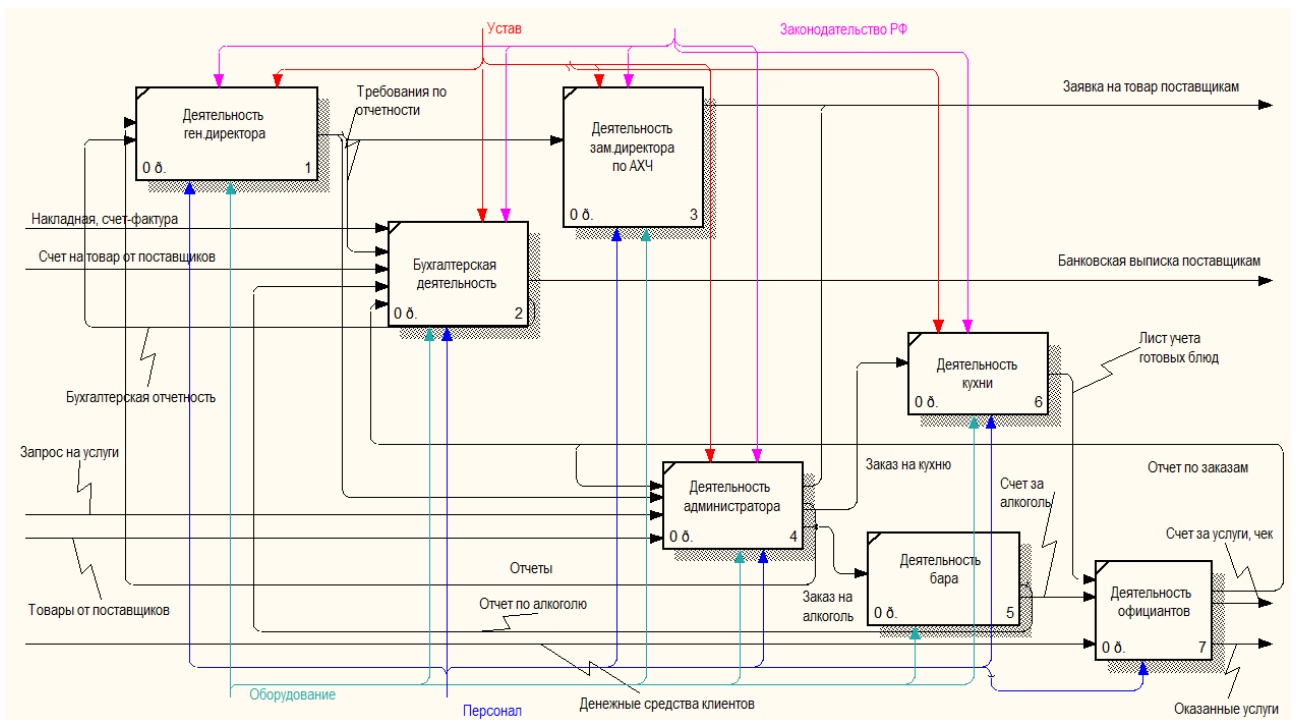 Устав
Законодательство РФ
Требования по
отчетности
Заявка на товар поставщикам
Деятельность
ген.директора
0 ð.
1
Деятельность
зам.директора
по АХЧ
0 ð.
3
Накладная, счет-фактура
Счет на товар от поставщиков
Бухгалтерская
деятельность
0 ð.
2
Банковская выписка поставщикам
Лист учета
готовых блюд
Деятельность
кухни
0 ð.
6
Бухгалтерская отчетность
Запрос на услуги
Заказ на кухню
Отчет по заказам
Деятельность
администратора
0 ð.
4
Счет за
алкоголь
Счет за услуги, чек
Отчеты
Деятельность
бара
0 ð.
5
Товары от поставщиков
Отчет по алкоголю
Заказ на
алкоголь
Деятельность
официантов
0 ð.
7
Оборудование
Персонал
Денежные средства клиентов
Оказанные услуги